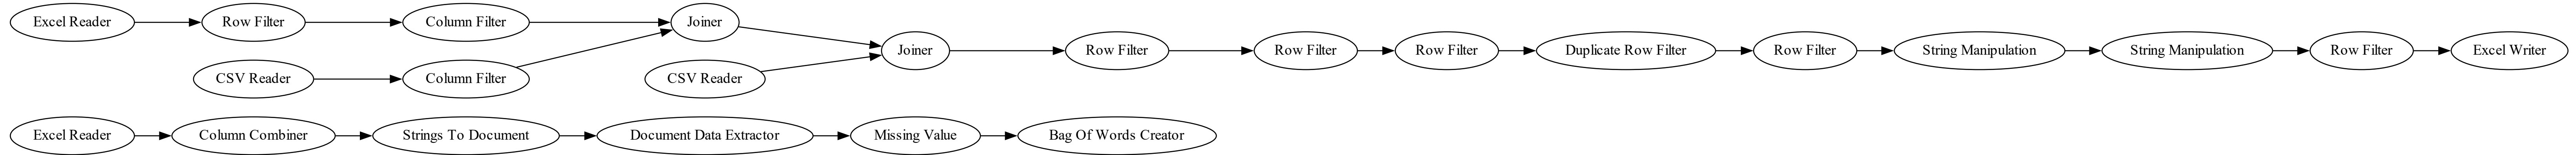 Excel Reader
Row Filter
Column Filter
Joiner
CSV Reader
Column Filter
CSV Reader
Joiner
Row Filter
Row Filter
Row Filter
Duplicate Row Filter
Row Filter
String Manipulation
String Manipulation
Row Filter
Excel Writer
Excel Reader
Column Combiner
Strings To Document
Document Data Extractor
Missing Value
Bag Of Words Creator